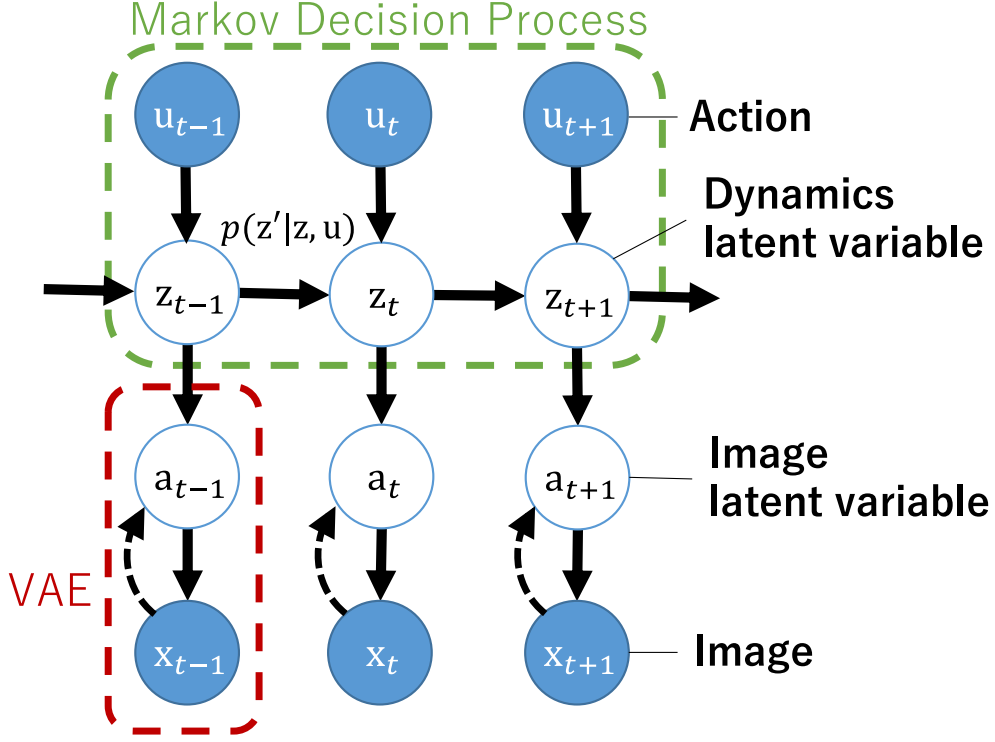 Markov Decision Process
u_{t−1} u_t u_{t+1} Action
p(z′|z, u)
Dynamics
latent variable
z_{t−1} z_t z_{t+1}
a_{t−1} a_t a_{t+1}
Image
latent variable
VAE
x_{t−1} x_t x_{t+1} Image